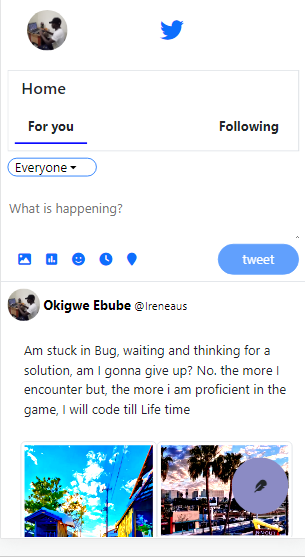 Home
For you Following
Everyone
What is happening?
tweet
Okigwe Ebube @Ireneaus
Am stuck in Bug, waiting and thinking for a
solution, am I gonna give up? No. the more I
encounter but, the more i am proficient in the
game, I will code till Life time